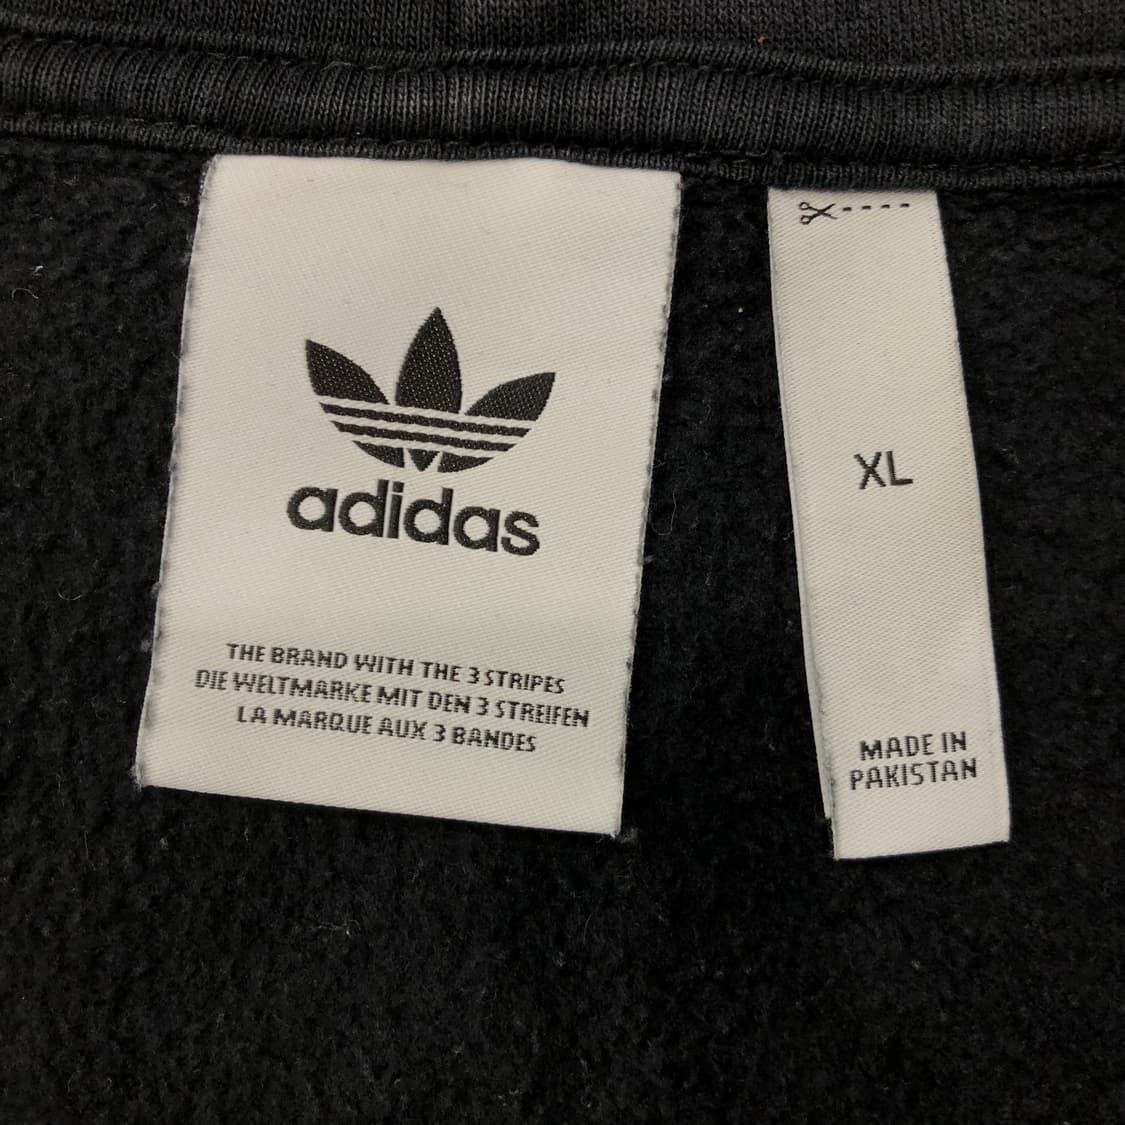 adidas
THE BRAND WITH THE 3 STRIPES
DIE WELTMARKE MIT DEN 3 STREIFEN
LA MARQUE AUX 3 BANDES
XL
MADE IN
PAKISTAN